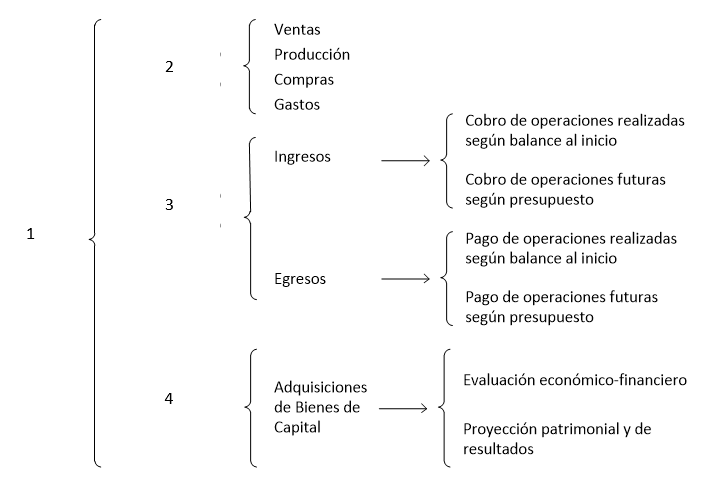 Ventas
2
Producción
Compras
Gastos
Cobro de operaciones realizadas
según balance al inicio
Ingresos
Cobro de operaciones futuras
según presupuesto
3
1
Pago de operaciones realizadas
según balance al inicio
Egresos
Pago de operaciones futuras
según presupuesto
4
Adquisiciones
de Bienes de
Capital
Evaluación económico-financiero
Proyección patrimonial y de
resultados